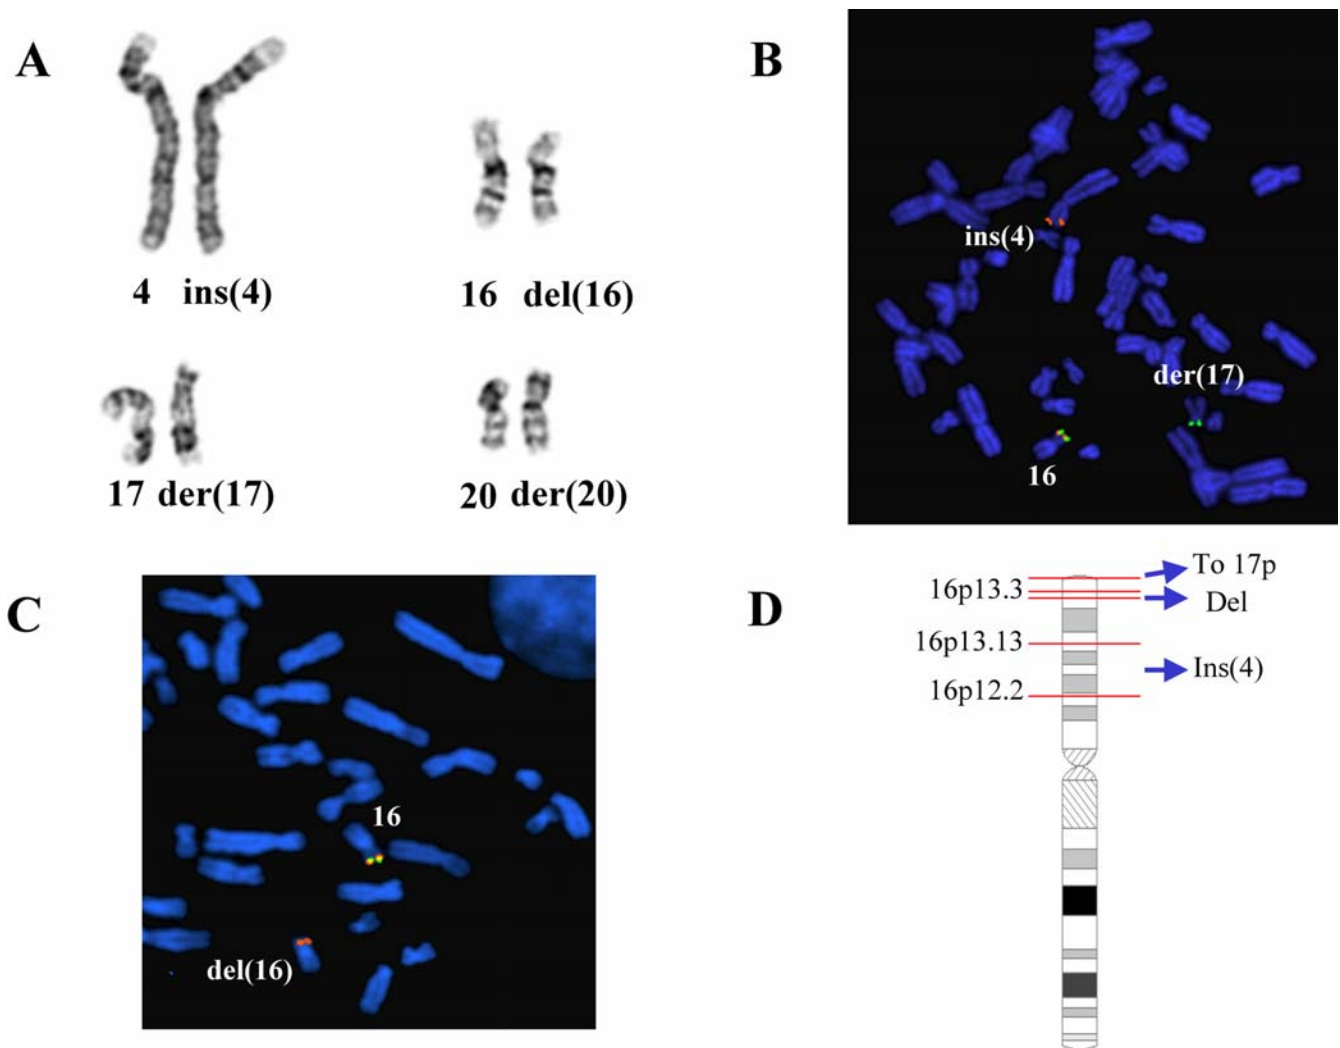 A
4 ins(4)
16 del(16)
17 der(17)
20 der(20)
B
ins(4)
der(17)
16
C
16
del(16)
D
16p13.3
To 17p
Del
16p13.13
Ins(4)
16p12.2